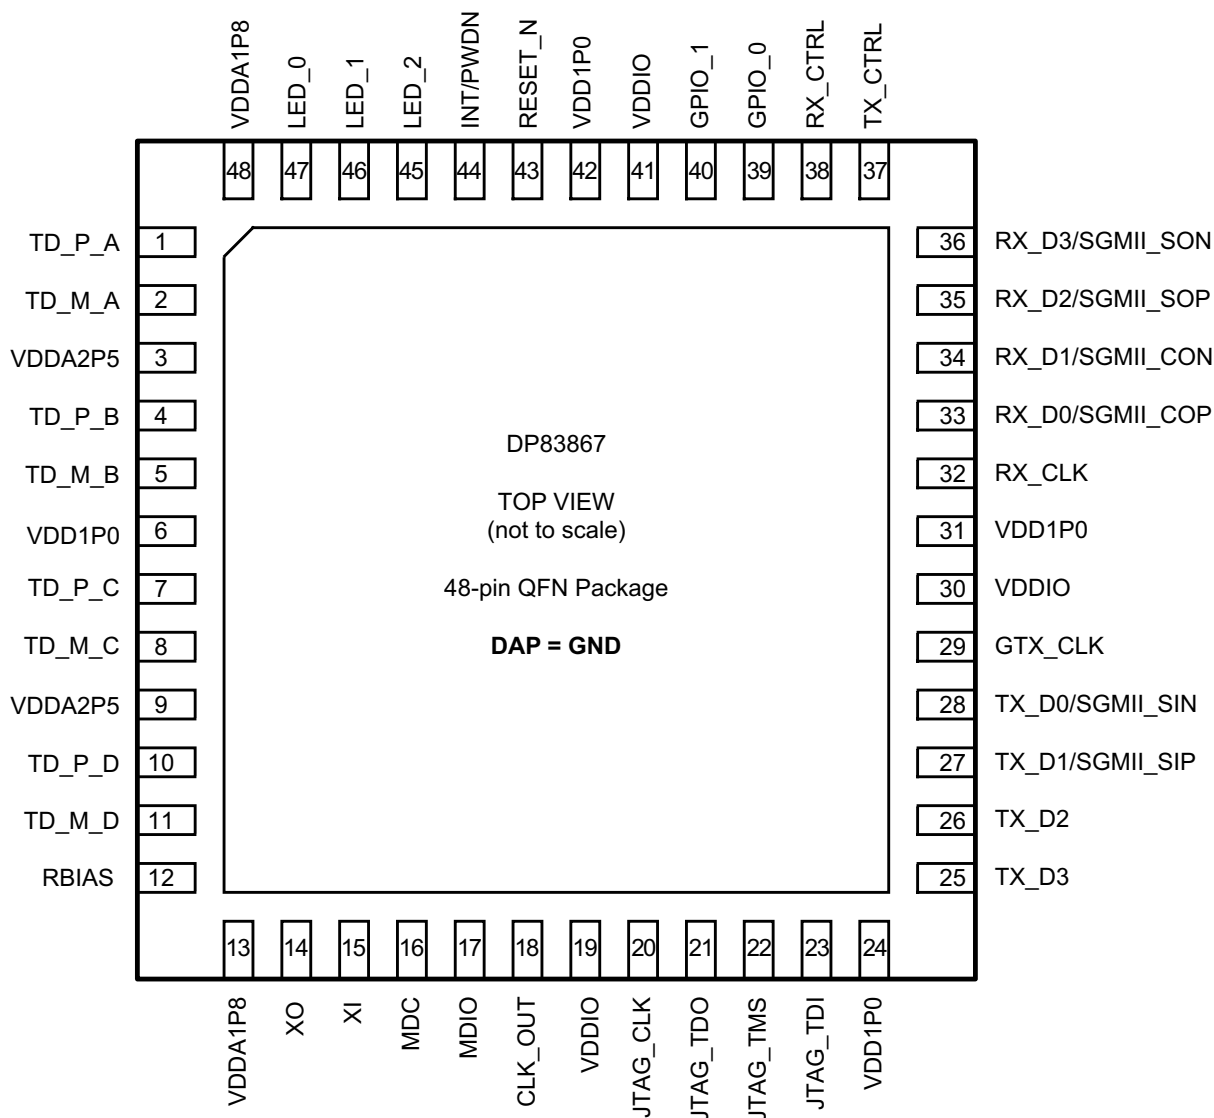 VDDA1P8
LED_0
LED_1
LED_2
INT/PWDN
RESET_N
VDD1P0
VDDIO
GPIO_1
GPIO_0
RX_CTRL
TX_CTRL
48
47
46
45
44
43
42
41
40
39
38
37
TD_P_A 1
TD_M_A 2
VDDA2P5 3
TD_P_B 4
TD_M_B 5
VDD1P0 6
TD_P_C 7
TD_M_C 8
VDDA2P5 9
TD_P_D 10
TD_M_D 11
RBIAS 12
DP83867
TOP VIEW
(not to scale)
48-pin QFN Package
DAP = GND
36 RX_D3/SGMII_SON
35 RX_D2/SGMII_SOP
34 RX_D1/SGMII_CON
33 RX_D0/SGMII_COP
32 RX_CLK
31 VDD1P0
30 VDDIO
29 GTX_CLK
28 TX_D0/SGMII_SIN
27 TX_D1/SGMII_SIP
26 TX_D2
25 TX_D3
13
14
15
16
17
18
19
20
21
22
23
24
VDDA1P8
XO
XI
MDC
MDIO
CLK_OUT
VDDIO
JTAG_CLK
JTAG_TDO
JTAG_TMS
JTAG_TDI
VDD1P0